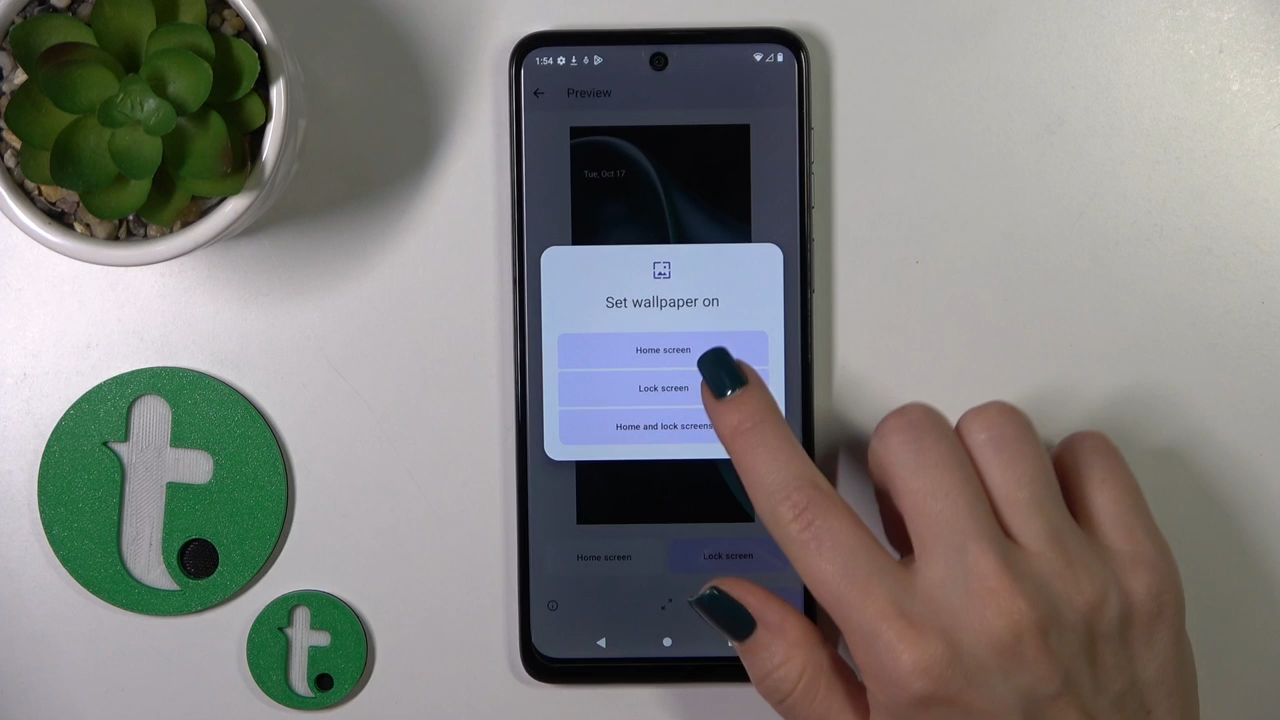 1:54
Preview
Tue, Oct 17
Set wallpaper on
Home screen
Lock screen
Home and lock screens
Home screen
Lock screen
t.
t.